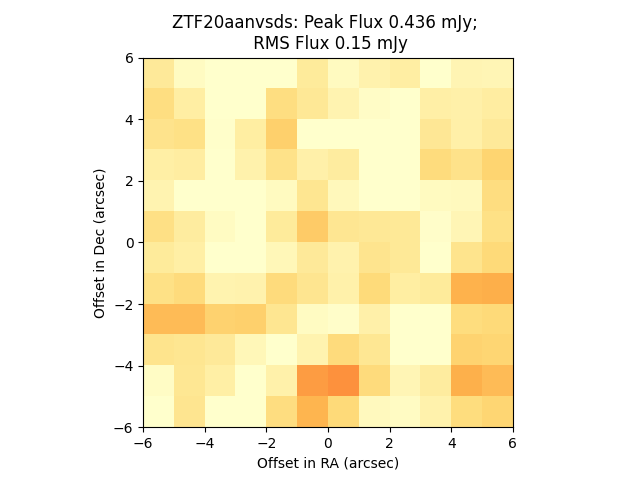 ZTF20aanvsds: Peak Flux 0.436 mJy;
RMS Flux 0.15 mJy
6
4
2
0
−2
−4
−6
Offset in Dec (arcsec)
−6 −4 −2 0 2 4 6
Offset in RA (arcsec)